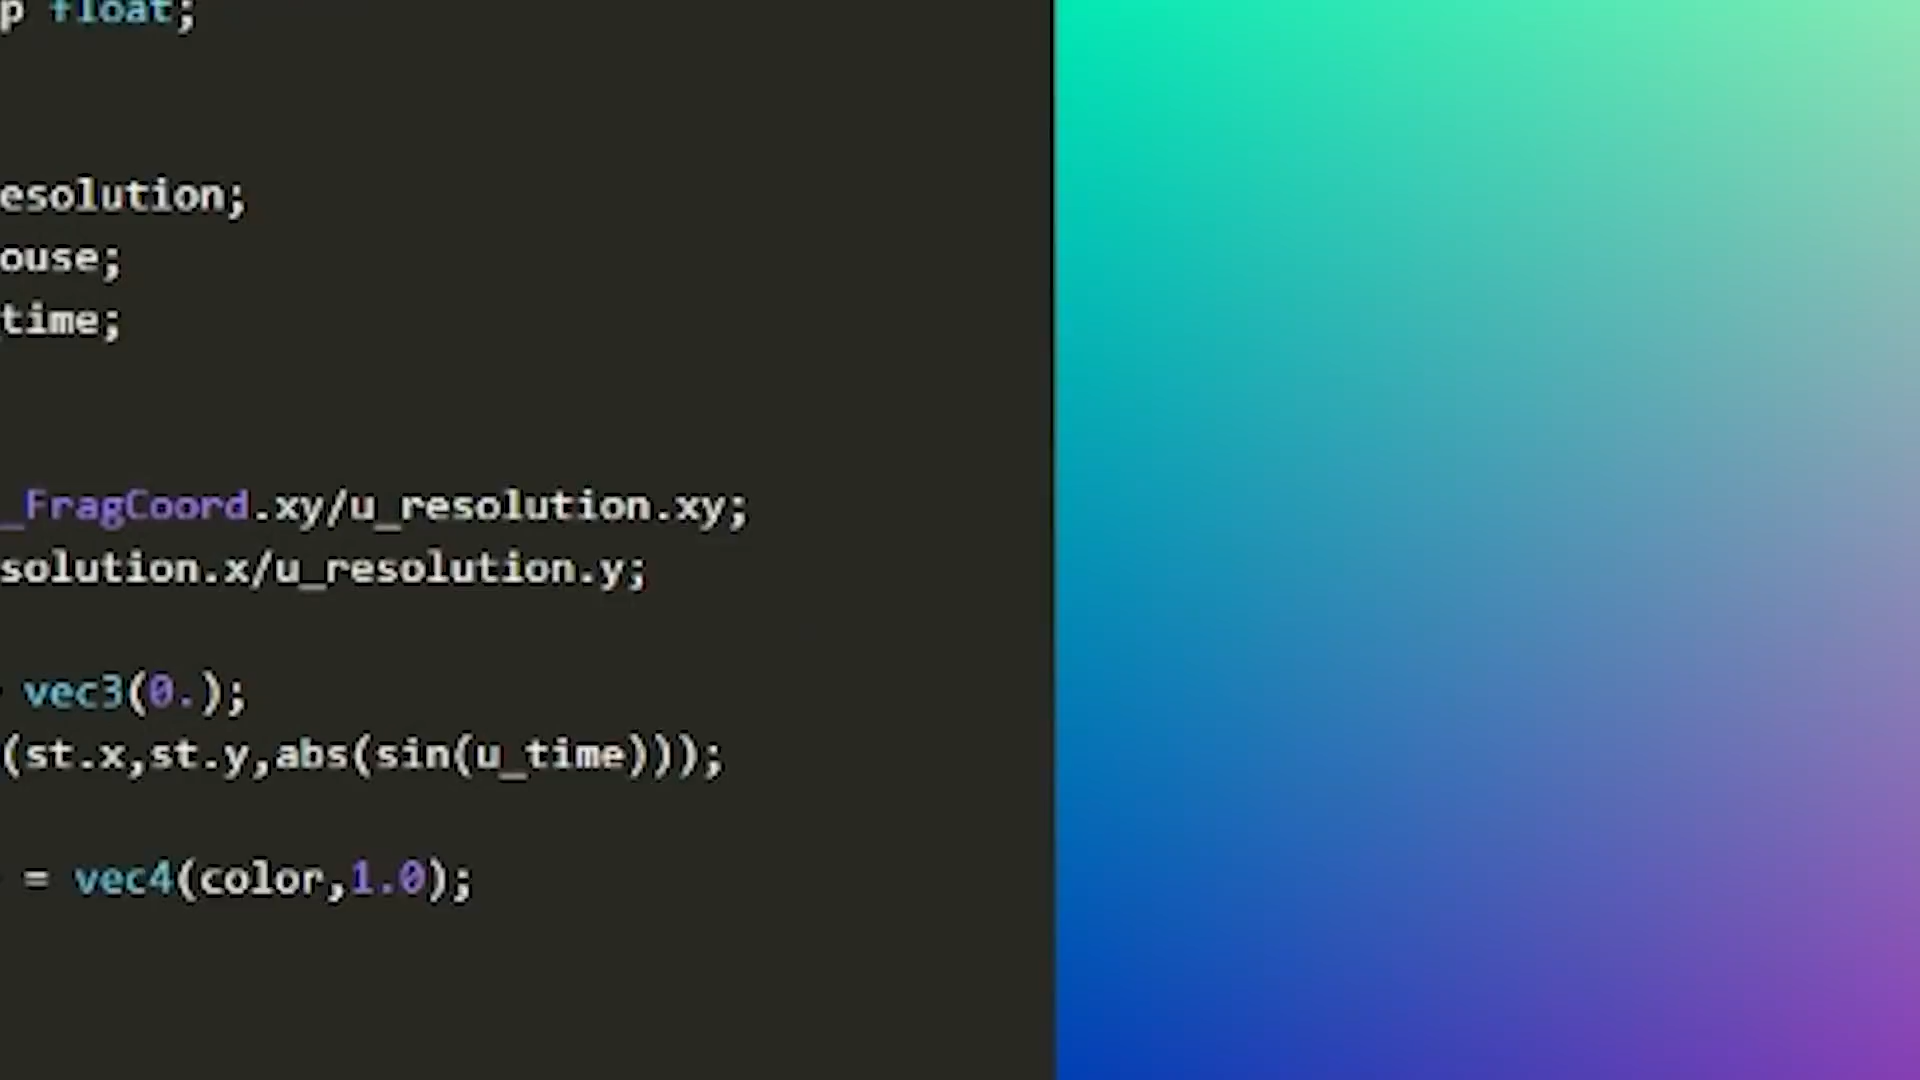 p float;
esolution;
ouse;
time;
_FragCoord.xy/u_resolution.xy;
solution.x/u_resolution.y;
vec3(0.);
(st.x,st.y,abs(sin(u_time)));
= vec4(color,1.0);